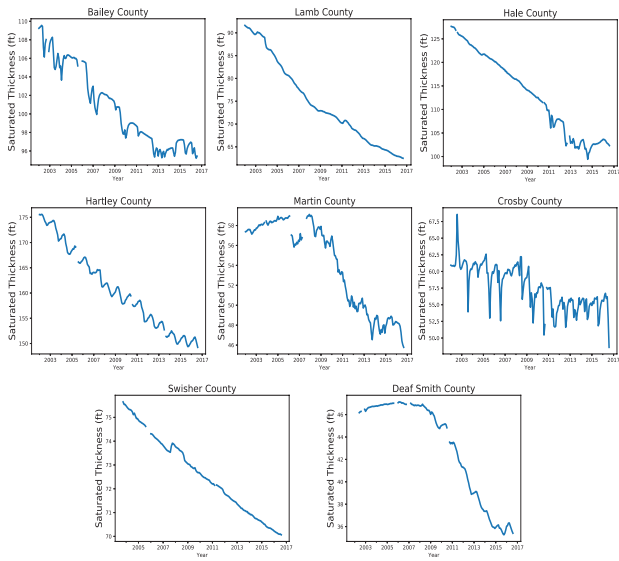 Bailey County
Lamb County
Hale County
Saturated Thickness (ft)
110
108
106
104
102
100
98
96
2003 2005 2007 2009 2011 2013 2015 2017
Year
Saturated Thickness (ft)
90
85
80
75
70
65
2003 2005 2007 2009 2011 2013 2015 2017
Year
Saturated Thickness (ft)
125
120
115
110
105
100
2003 2005 2007 2009 2011 2013 2015 2017
Year
Hartley County
Martin County
Crosby County
Saturated Thickness (ft)
175
170
165
160
155
150
2003 2005 2007 2009 2011 2013 2015 2017
Year
Saturated Thickness (ft)
58
56
54
52
50
48
46
2003 2005 2007 2009 2011 2013 2015 2017
Year
Saturated Thickness (ft)
67.5
65.0
62.5
60.0
57.5
55.0
52.5
50.0
2003 2005 2007 2009 2011 2013 2015 2017
Year
Swisher County
Deaf Smith County
Saturated Thickness (ft)
75
74
73
72
71
70
2005 2007 2009 2011 2013 2015 2017
Year
Saturated Thickness (ft)
46
44
42
40
38
36
2003 2005 2007 2009 2011 2013 2015 2017
Year